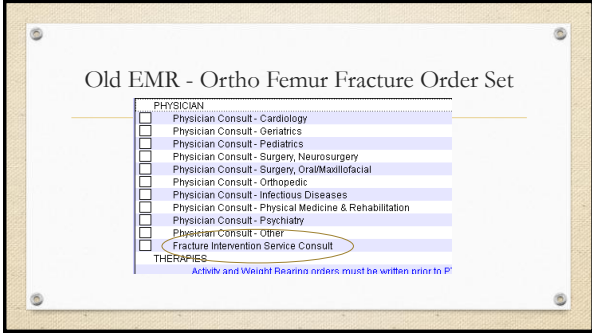 Old EMR - Ortho Femur Fracture Order Set
PHYSICIAN
Physician Consult - Cardiology
Physician Consult - Geriatrics
Physician Consult - Pediatrics
Physician Consult - Surgery, Neurosurgery
Physician Consult - Surgery, Oral/Maxillofacial
Physician Consult - Orthopedic
Physician Consult - Infectious Diseases
Physician Consult - Physical Medicine & Rehabilitation
Physician Consult - Psychiatry
Physician Consult - Other
Fracture Intervention Service Consult
THERAPIES
Activity and Weight Bearing orders must be written prior to